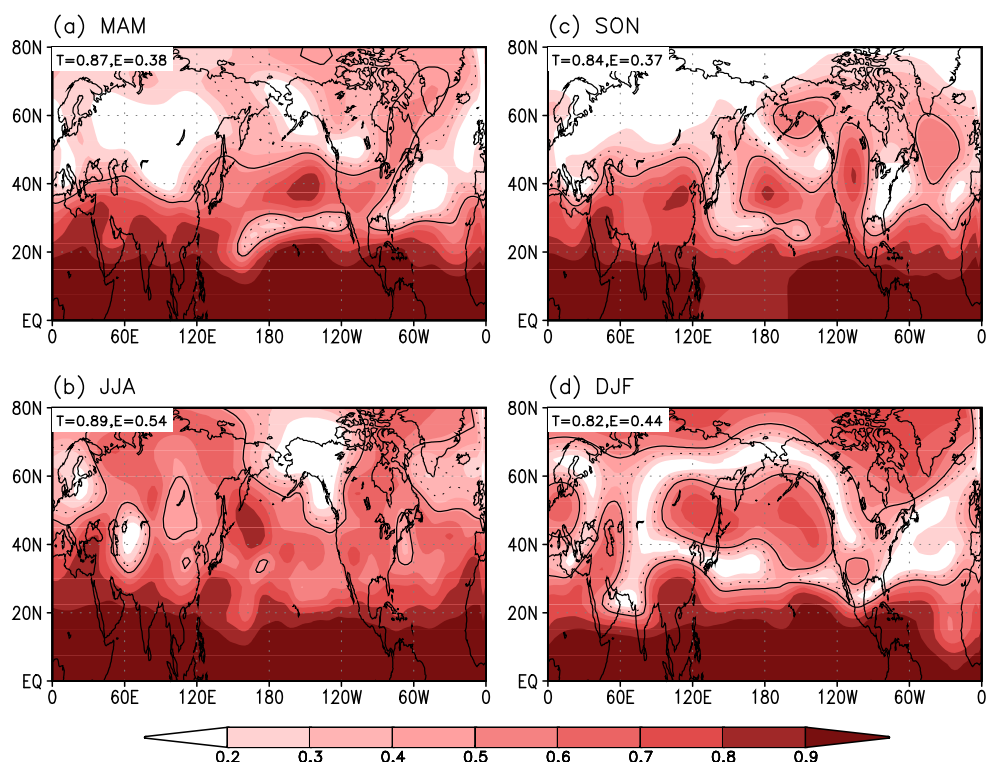 (a) MAM
80N
60N
40N
20N
EQ
T=0.87,E=0.38
0 60E 120E 180 120W 60W 0
(c) SON
80N
60N
40N
20N
EQ
T=0.84,E=0.37
0 60E 120E 180 120W 60W 0
(b) JJA
80N
60N
40N
20N
EQ
T=0.89,E=0.54
0 60E 120E 180 120W 60W 0
(d) DJF
80N
60N
40N
20N
EQ
T=0.82,E=0.44
0 60E 120E 180 120W 60W 0
0.2 0.3 0.4 0.5 0.6 0.7 0.8 0.9